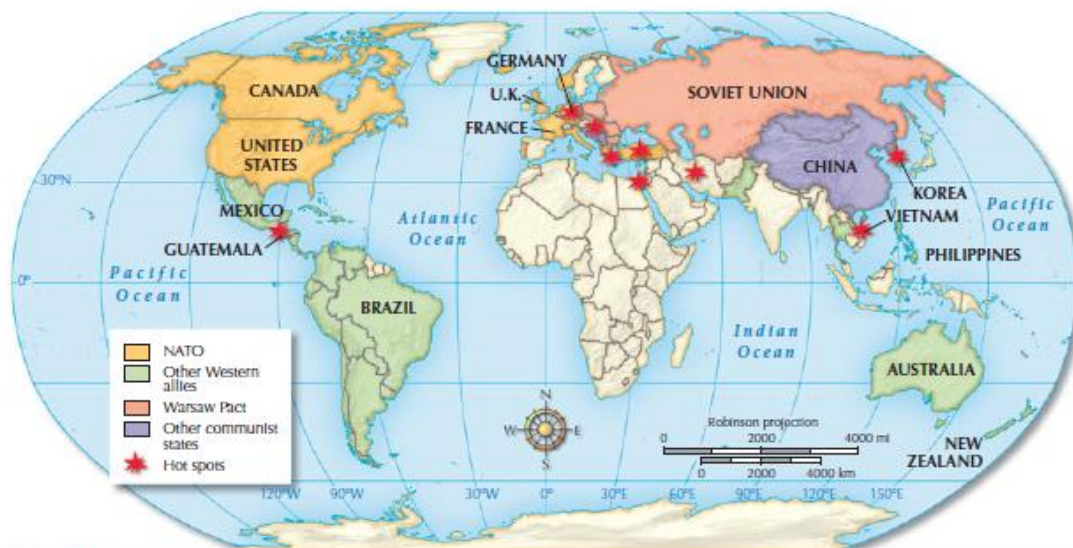 GERMANY
CANADA
U.K.
SOVIET UNION
FRANCE
UNITED
STATES
CHINA
30°N
KOREA
MEXICO
Atlantic
Ocean
VIETNAM
Pacific
Ocean
GUATEMALA
PHILIPPINES
Pacific
Ocean
0°
BRAZIL
Indian
Ocean
NATO
Other Western
allies
Warsaw Pact
Other communist
states
Hot spots
AUSTRALIA
N
W E
S
Robinson projection
0 2000 4000 mi
0 2000 4000 km
NEW
ZEALAND
120°W 90°W 30°W 0° 30°E 60°E 90°E 120°E 150°E